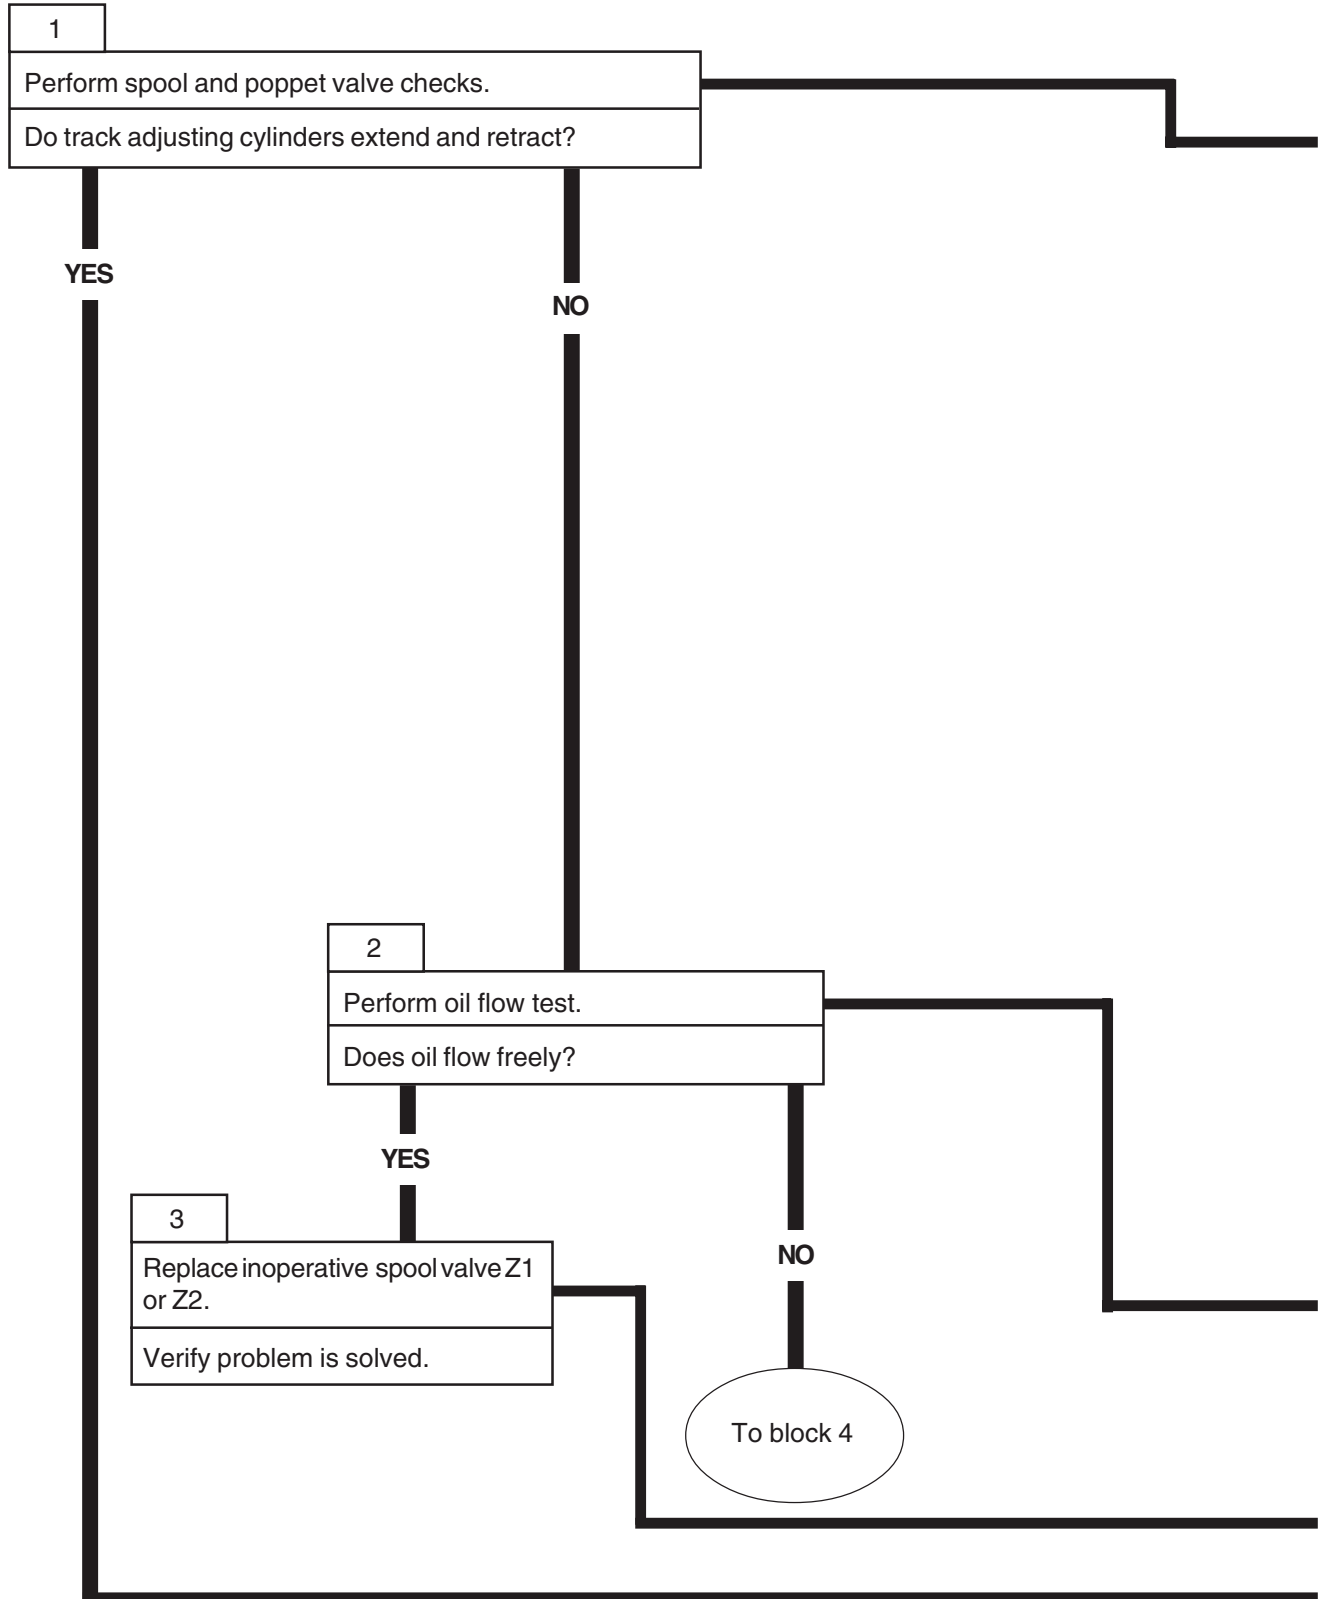 1
Perform spool and poppet valve checks.
Do track adjusting cylinders extend and retract?
YES
NO
2
Perform oil flow test.
Does oil flow freely?
YES
NO
3
Replace inoperative spool valve Z1
or Z2.
Verify problem is solved.
To block 4